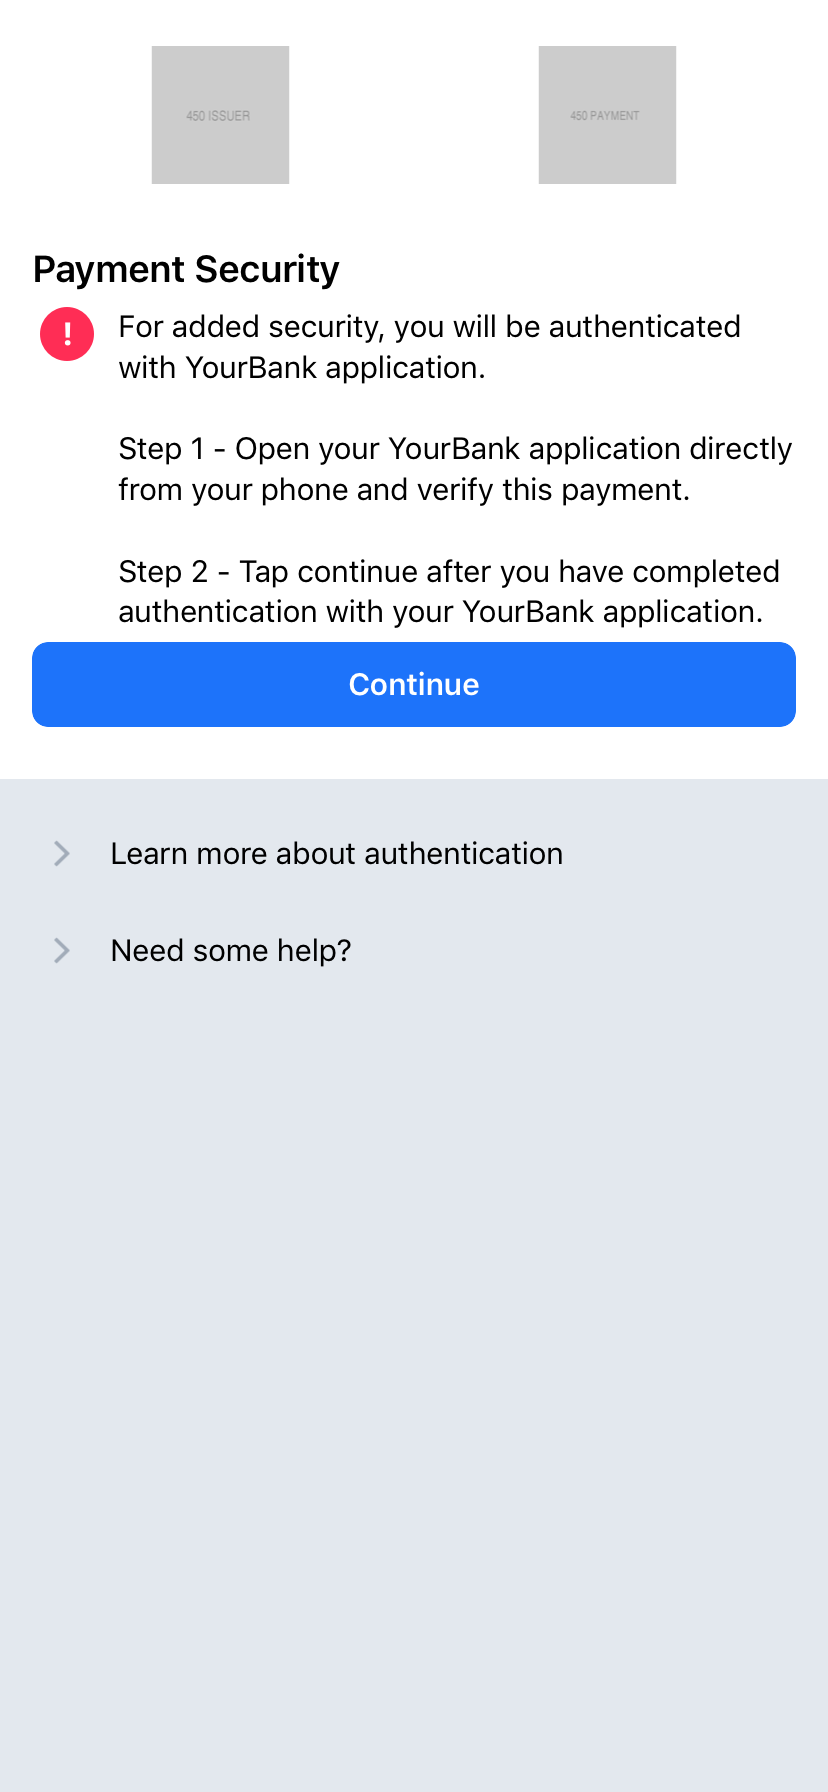 450 ISSUER
450 PAYMENT
Payment Security
For added security, you will be authenticated
with YourBank application.
Step 1 - Open your YourBank application directly
from your phone and verify this payment.
Step 2 - Tap continue after you have completed
authentication with your YourBank application.
Continue
Learn more about authentication
Need some help?